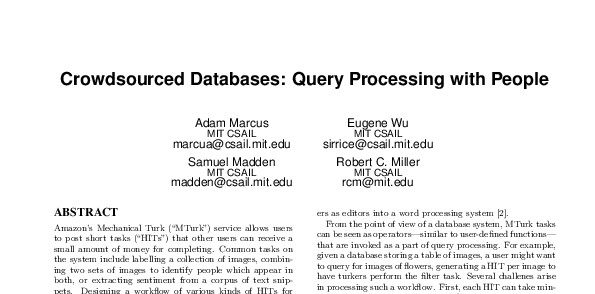 Crowdsourced Databases: Query Processing with People
Adam Marcus
MIT CSAIL
marcua@csail.mit.edu
Eugene Wu
MIT CSAIL
sirrice@csail.mit.edu
Samuel Madden
MIT CSAIL
madden@csail.mit.edu
Robert C. Miller
MIT CSAIL
rcm@mit.edu
ABSTRACT
Amazon's Mechanical Turk (“MTurk”) service allows users
to post short tasks (“HITs”) that other users can receive a
small amount of money for completing. Common tasks on
the system include labelling a collection of images, combin-
ing two sets of images to identify people which appear in
both, or extracting sentiment from a corpus of text snip-
pets. Designing a workflow of various kinds of HITs for
ers as editors into a word processing system [2].
From the point of view of a database system, MTurk tasks
can be seen as operators—similar to user-defined functions—
that are invoked as a part of query processing. For example,
given a database storing a table of images, a user might want
to query for images of flowers, generating a HIT per image to
have turkers perform the filter task. Several challenes arise
in processing such a workflow. First, each HIT can take min-